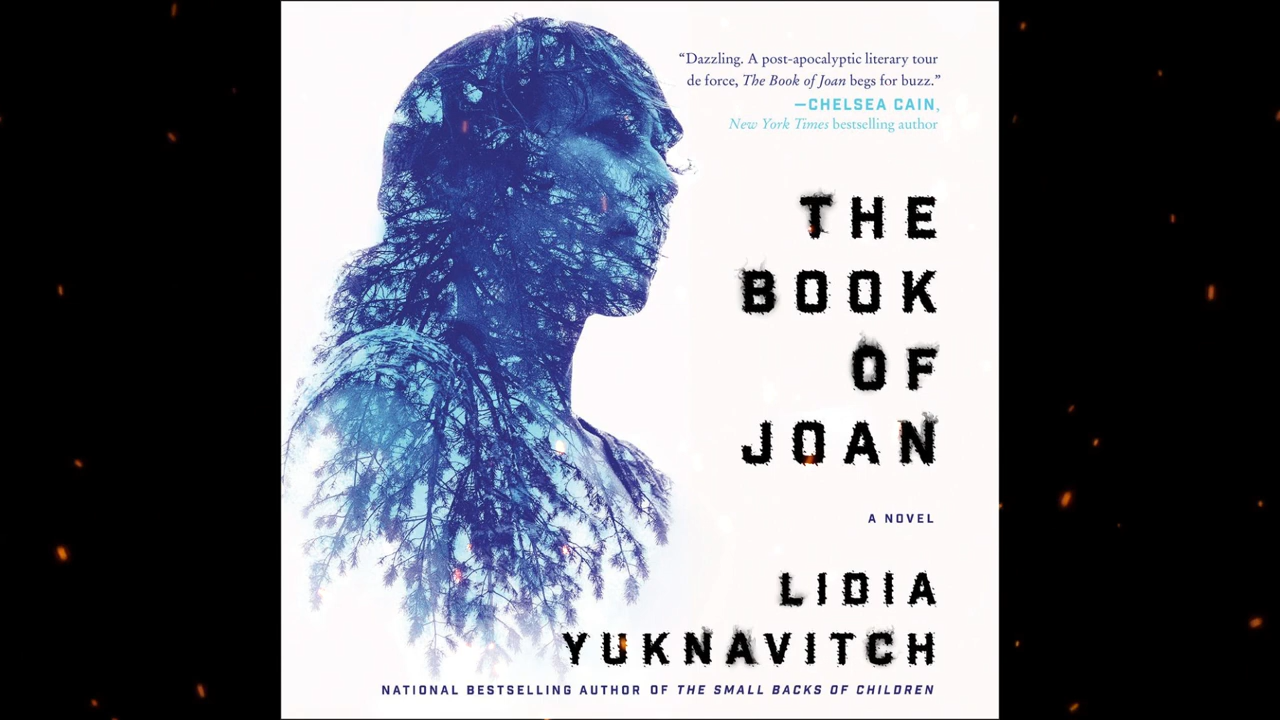 “Dazzling. A post-apocalyptic literary tour
de force, The Book of Joan begs for buzz.”
—CHELSEA CAIN,
New York Times bestselling author
THE
BOOK
OF
JOAN
A NOVEL
LIDIA
YUKNAVITCH
NATIONAL BESTSELLING AUTHOR OF THE SMALL BACKS OF CHILDREN